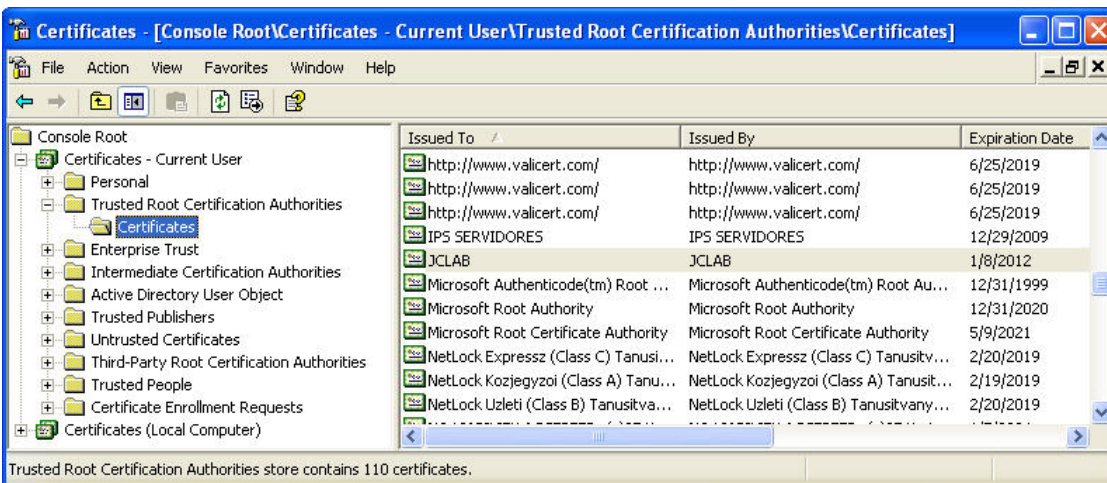 Certificates - [Console Root\Certificates - Current User\Trusted Root Certification Authorities\Certificates]
File Action View Favorites Window Help
Console Root
Certificates - Current User
Personal
Trusted Root Certification Authorities
Certificates
Enterprise Trust
Intermediate Certification Authorities
Active Directory User Object
Trusted Publishers
Untrusted Certificates
Third-Party Root Certification Authorities
Trusted People
Certificate Enrollment Requests
Certificates (Local Computer)
Issued To Issued By Expiration Date
http://www.valicert.com/ http://www.valicert.com/ 6/25/2019
http://www.valicert.com/ http://www.valicert.com/ 6/25/2019
http://www.valicert.com/ http://www.valicert.com/ 6/25/2019
IPS SERVIDORES IPS SERVIDORES 12/29/2009
JCLAB JCLAB 1/8/2012
Microsoft Authenticode(tm) Root ... Microsoft Authenticode(tm) Root Au... 12/31/1999
Microsoft Root Authority Microsoft Root Authority 12/31/2020
Microsoft Root Certificate Authority Microsoft Root Certificate Authority 5/9/2021
NetLock Expressz (Class C) Tanusi... NetLock Expressz (Class C) Tanusitv... 2/20/2019
NetLock Kozjegyzoi (Class A) Tanu... NetLock Kozjegyzoi (Class A) Tanusit... 2/19/2019
NetLock Uzleti (Class B) Tanusitva... NetLock Uzleti (Class B) Tanusitvany... 2/20/2019
Trusted Root Certification Authorities store contains 110 certificates.